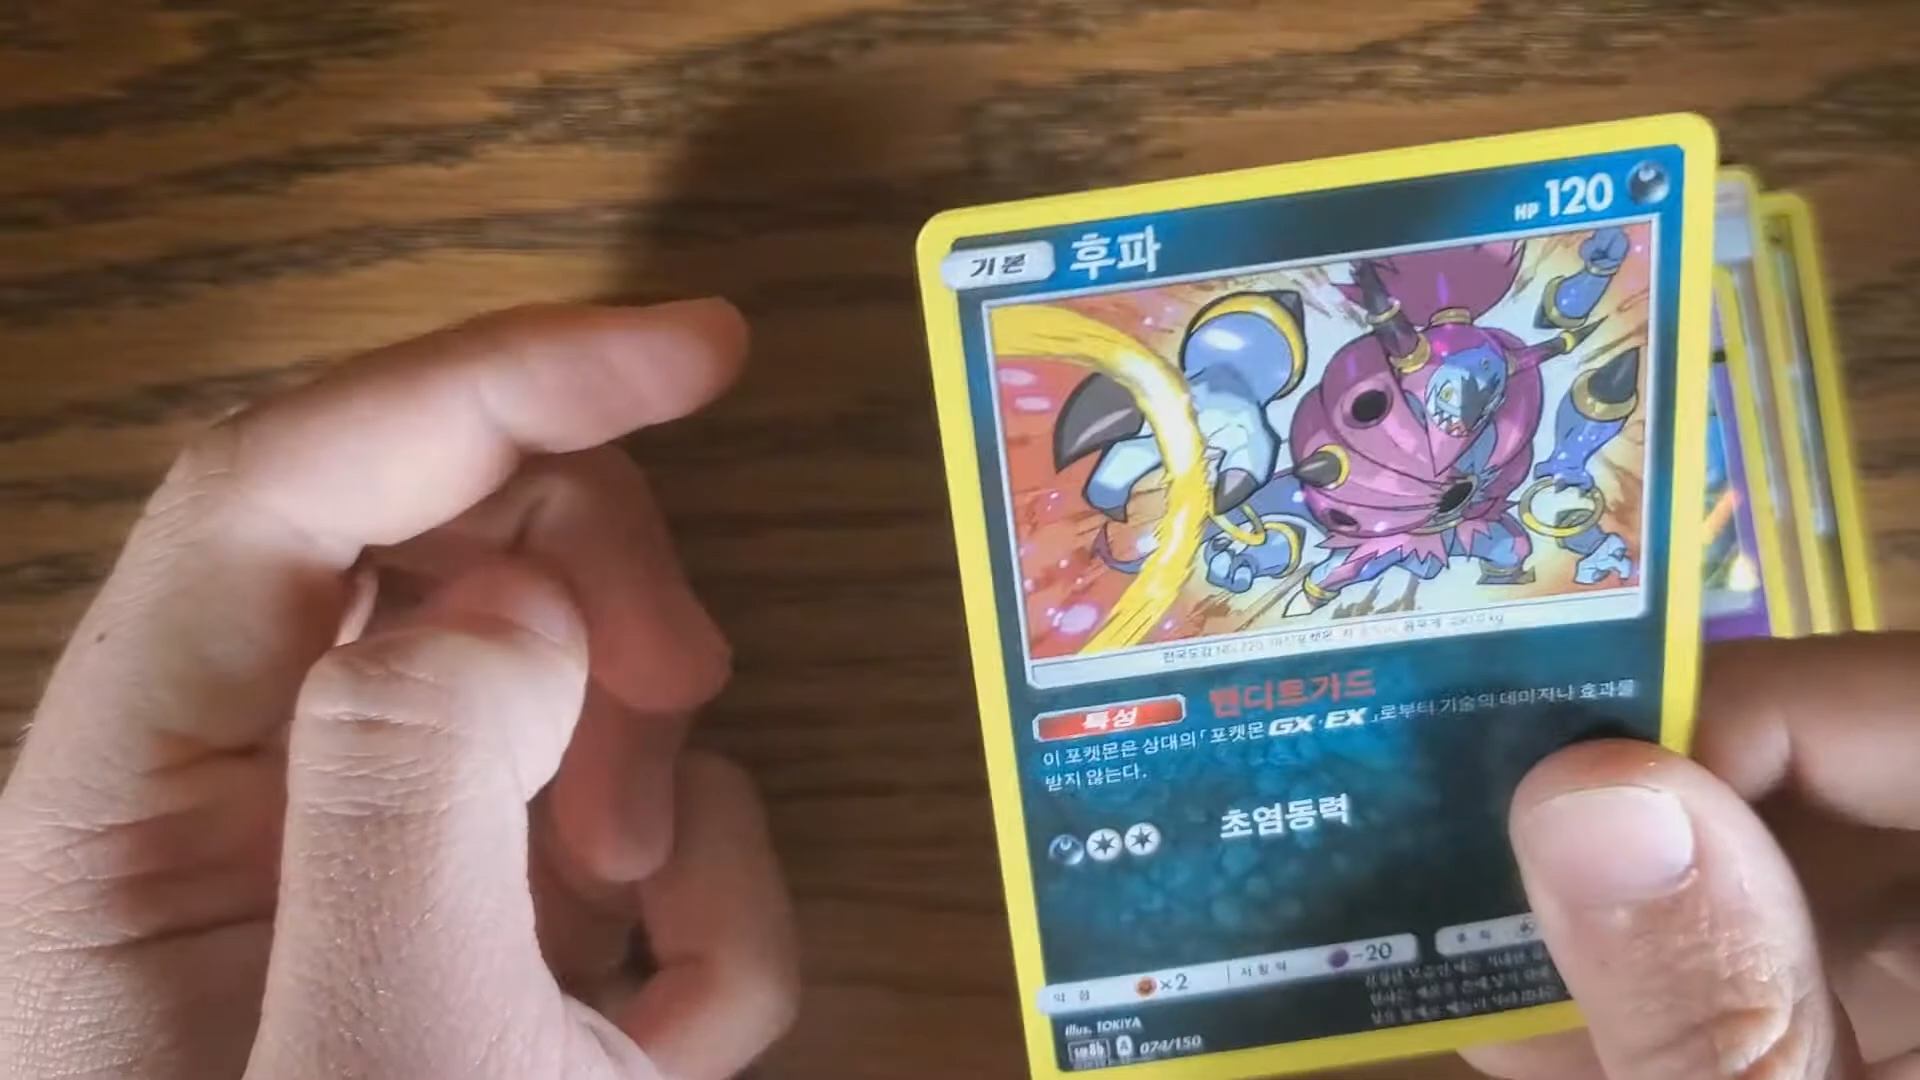 기본 후파 HP 120
특성 밴디트가드
이 포켓몬은 상대의 「포켓몬 GX·EX」로부터 기술의 데미지나 효과를
받지 않는다.
초염동력
약점 ×2 저항력 -20 후퇴
illus. TOKIYA
sm8b A 074/150